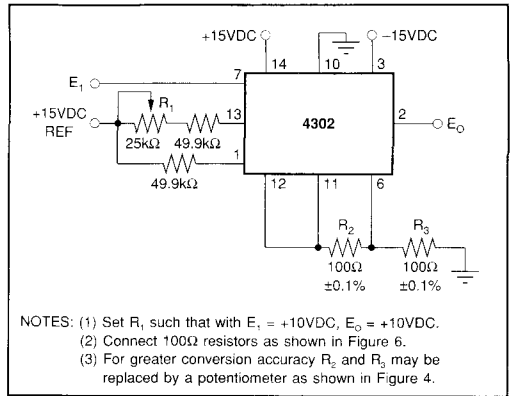 +15VDC
−15VDC
14
10
3
7
E1
+15VDC
REF
R1
13
4302
2
EO
25kΩ
49.9kΩ
1
49.9kΩ
12
11
6
R2
R3
100Ω
100Ω
±0.1%
±0.1%
NOTES: (1) Set R1 such that with E1 = +10VDC, EO = +10VDC.
(2) Connect 100Ω resistors as shown in Figure 6.
(3) For greater conversion accuracy R2 and R3 may be
replaced by a potentiometer as shown in Figure 4.